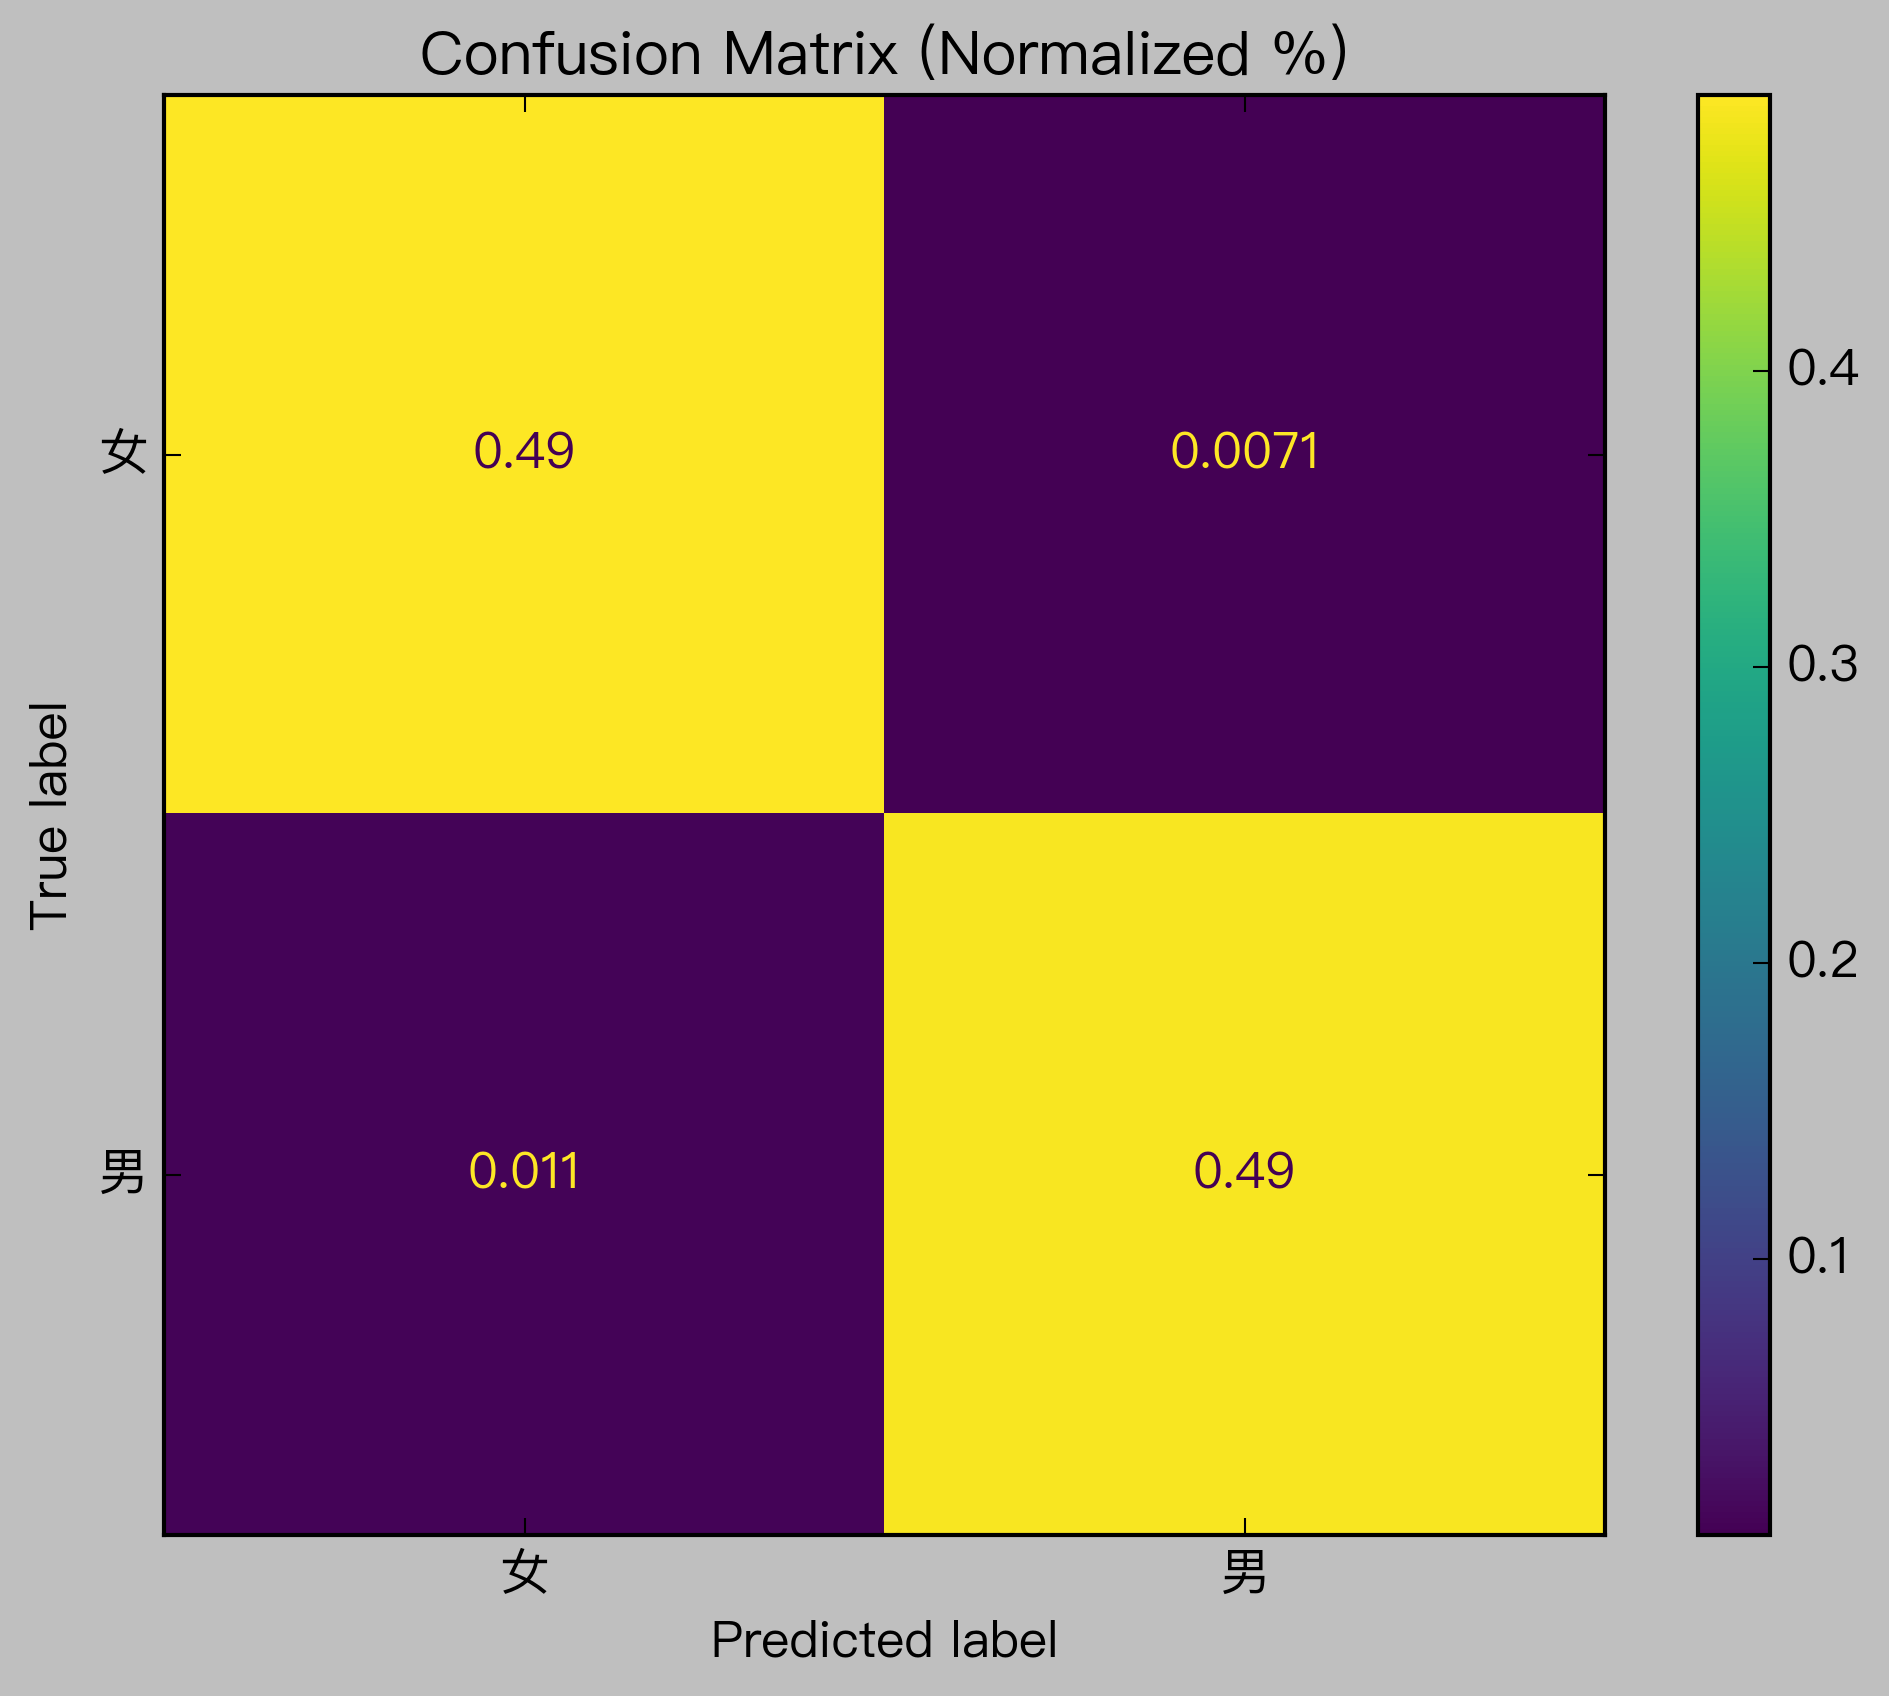 Confusion Matrix (Normalized %)
女
0.49
0.0071
男
0.011
0.49
女
男
True label
Predicted label
0.4
0.3
0.2
0.1